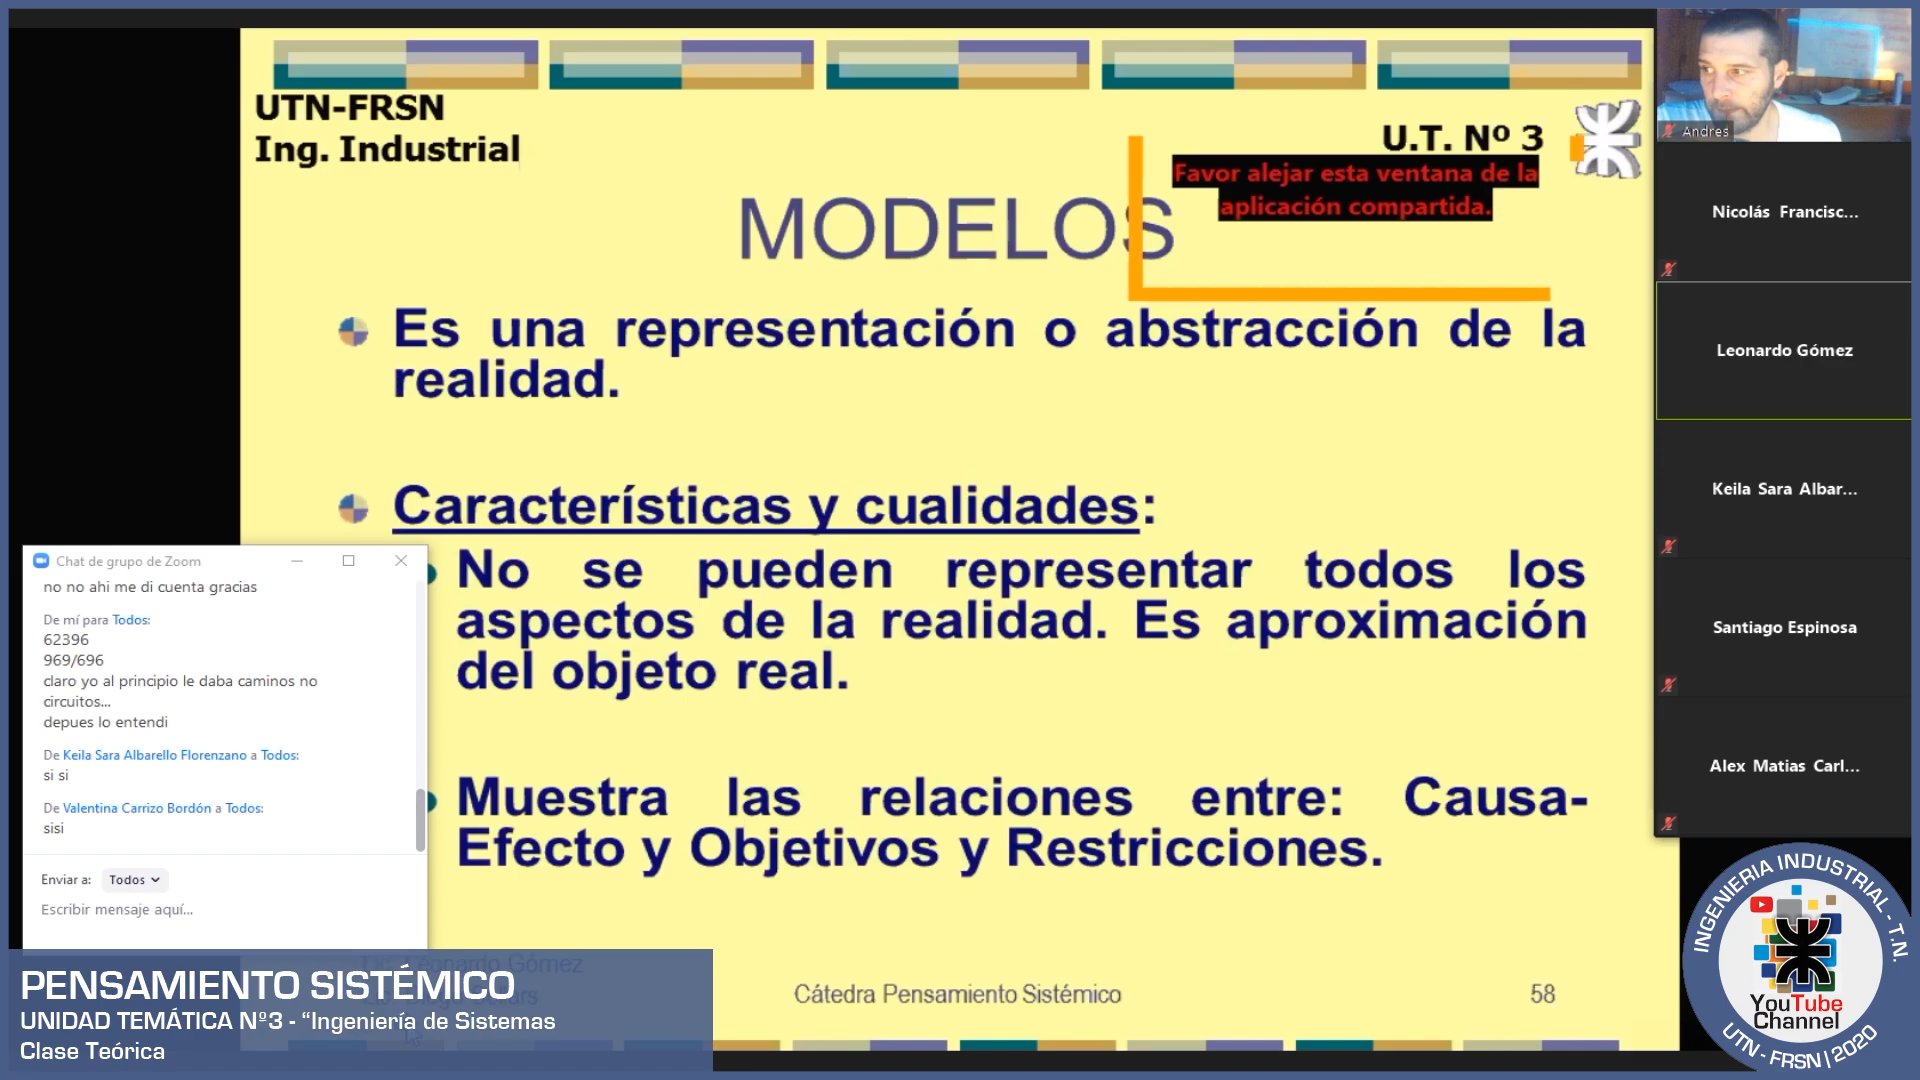 UTN-FRSN
Ing. Industrial
U.T. Nº 3
Favor alejar esta ventana de la
aplicación compartida.
MODELOS
Es una representación o abstracción de la
realidad.
Características y cualidades:
No se pueden representar todos los
aspectos de la realidad. Es aproximación
del objeto real.
Muestra las relaciones entre: Causa-
Efecto y Objetivos y Restricciones.
Leonardo Gómez
Cátedra Pensamiento Sistémico
58
Chat de grupo de Zoom
no no ahi me di cuenta gracias
De mí para Todos:
62396
969/696
claro yo al principio le daba caminos no
circuitos...
depues lo entendi
De Keila Sara Albarello Florenzano a Todos:
si si
De Valentina Carrizo Bordón a Todos:
sisi
Enviar a: Todos
Escribir mensaje aquí...
PENSAMIENTO SISTÉMICO
UNIDAD TEMÁTICA Nº3 - “Ingeniería de Sistemas
Clase Teórica
Andres
Nicolás Francisc...
Leonardo Gómez
Keila Sara Albar...
Santiago Espinosa
Alex Matias Carl...
INGENIERIA INDUSTRIAL - T.N.
YouTube
Channel
UTN - FRSN | 2020